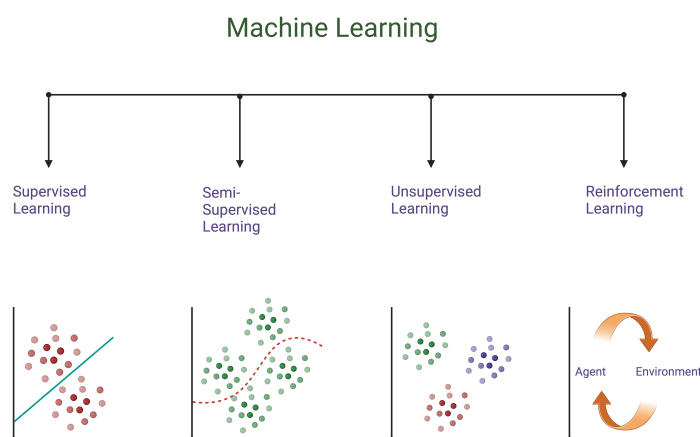 Machine Learning
Supervised
Learning
Semi-
Supervised
Learning
Unsupervised
Learning
Reinforcement
Learning
Agent
Environment